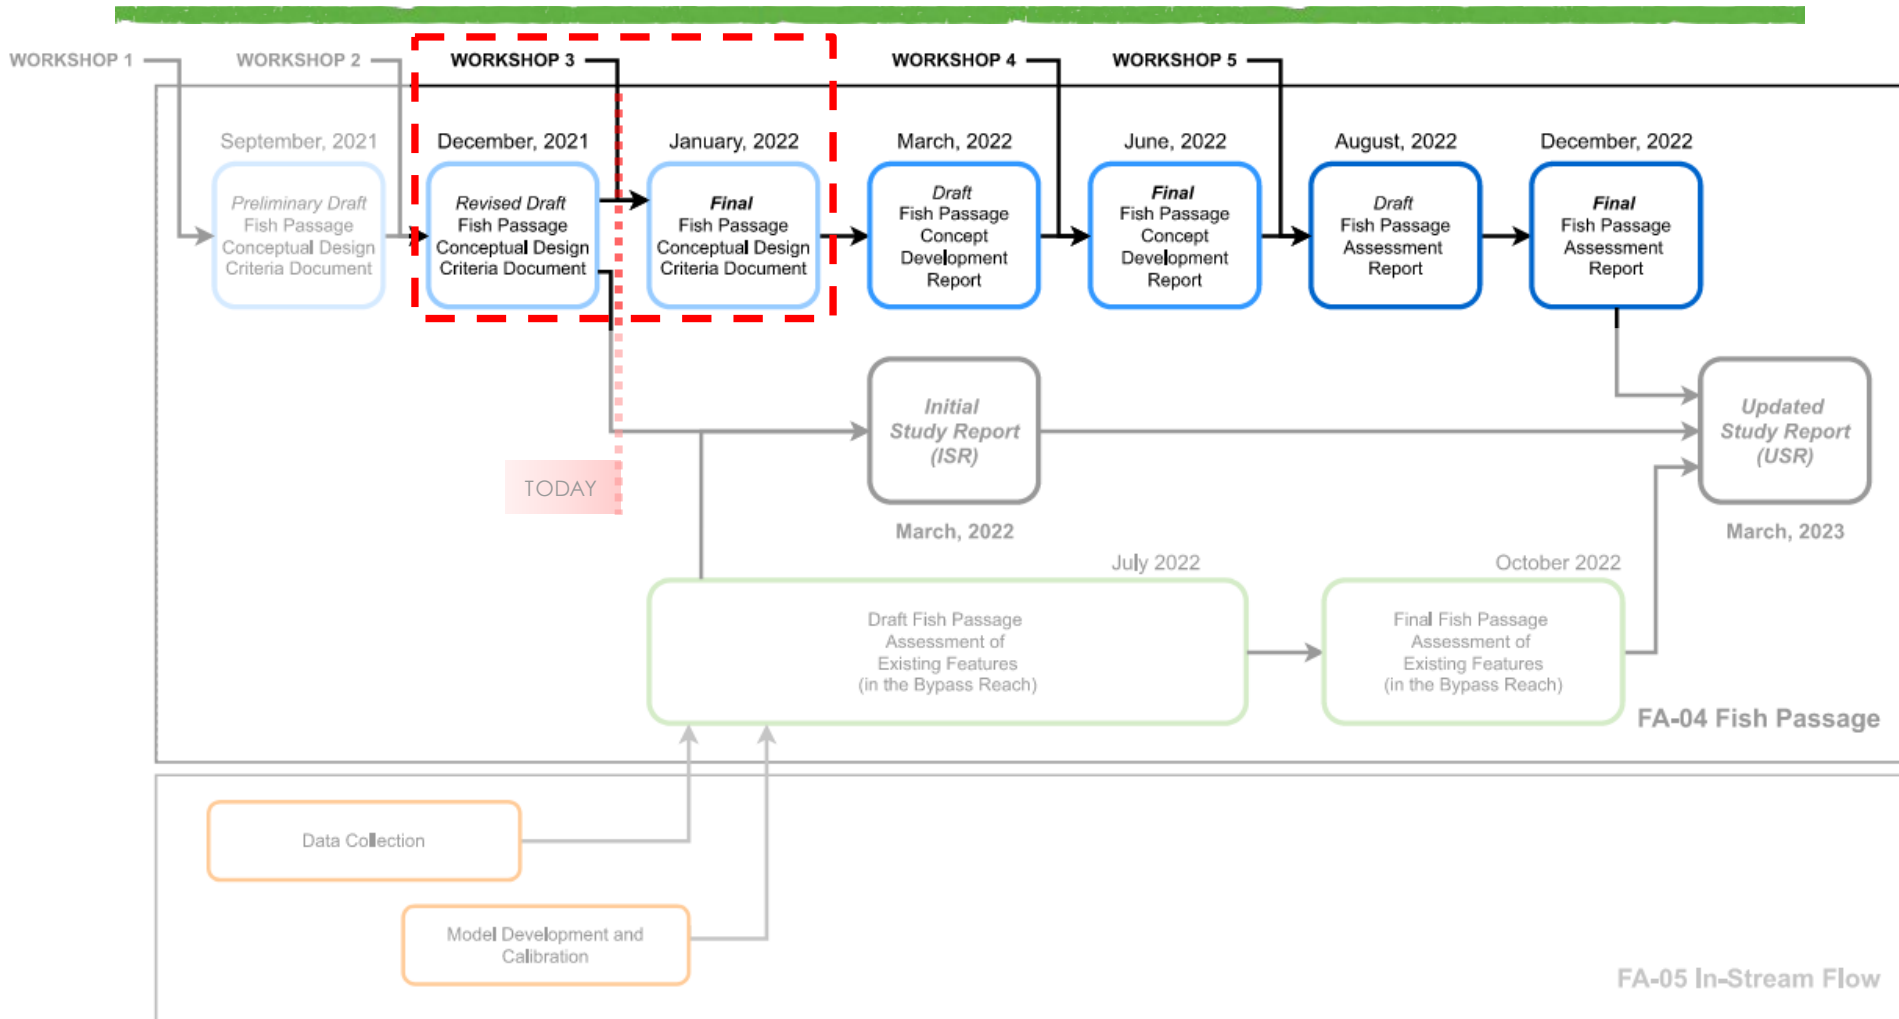 WORKSHOP 1
WORKSHOP 2
WORKSHOP 3
WORKSHOP 4
WORKSHOP 5
September, 2021
December, 2021
January, 2022
March, 2022
June, 2022
August, 2022
December, 2022
Preliminary Draft
Fish Passage
Conceptual Design
Criteria Document
Revised Draft
Fish Passage
Conceptual Design
Criteria Document
Final
Fish Passage
Conceptual Design
Criteria Document
Draft
Fish Passage
Concept
Development
Report
Final
Fish Passage
Concept
Development
Report
Draft
Fish Passage
Assessment
Report
Final
Fish Passage
Assessment
Report
TODAY
Initial
Study Report
(ISR)
March, 2022
Updated
Study Report
(USR)
March, 2023
July 2022
Draft Fish Passage
Assessment of
Existing Features
(in the Bypass Reach)
October 2022
Final Fish Passage
Assessment of
Existing Features
(in the Bypass Reach)
FA-04 Fish Passage
Data Collection
Model Development and
Calibration
FA-05 In-Stream Flow